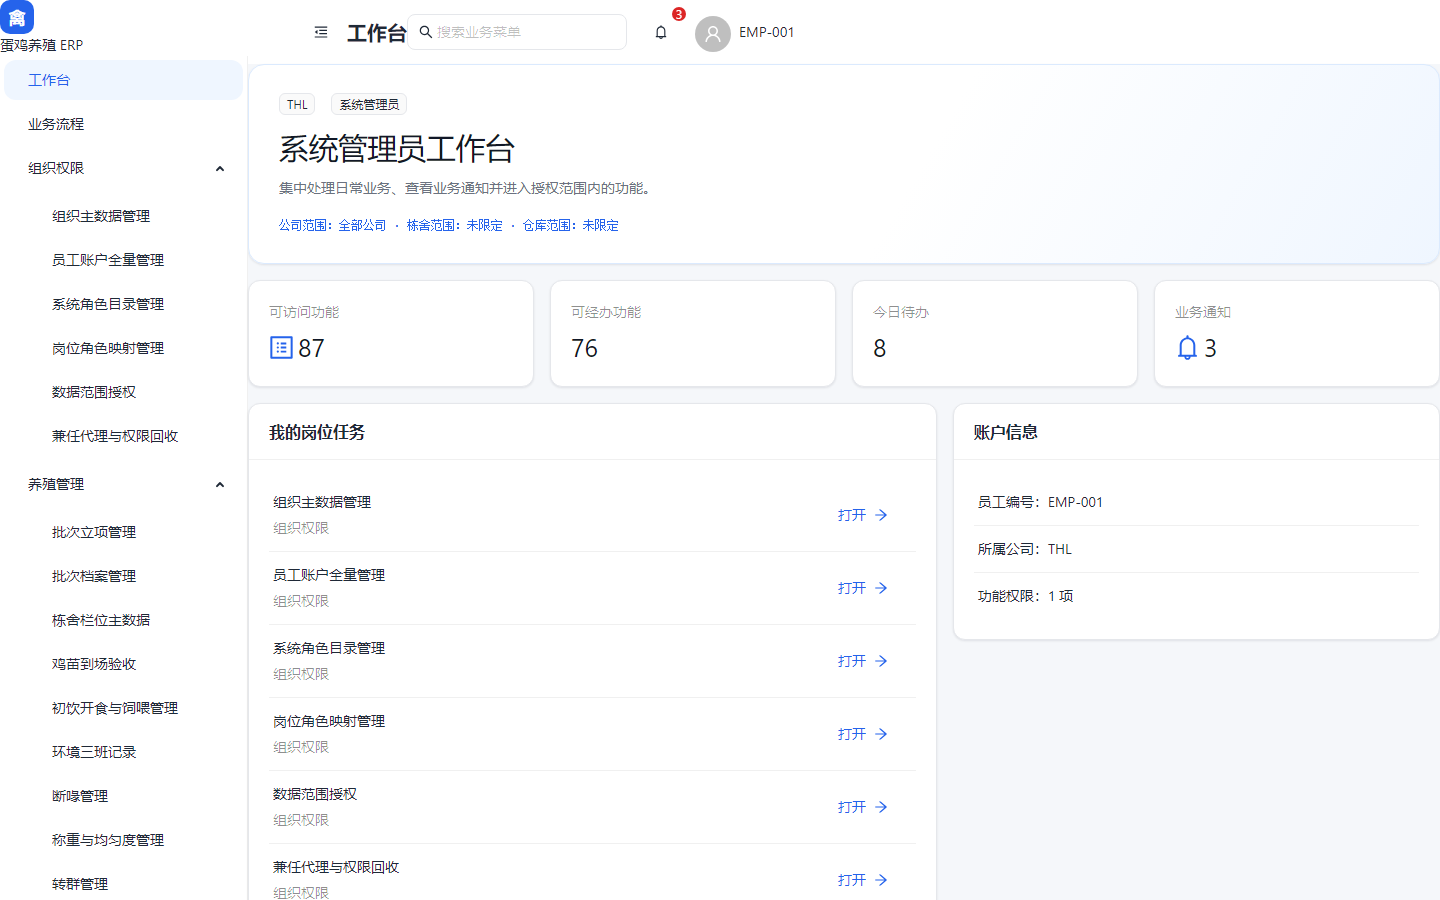 禽
蛋鸡养殖 ERP
工作台
业务流程
组织权限
组织主数据管理
员工账户全量管理
系统角色目录管理
岗位角色映射管理
数据范围授权
兼任代理与权限回收
养殖管理
批次立项管理
批次档案管理
栋舍栏位主数据
鸡苗到场验收
初饮开食与饲喂管理
环境三班记录
断喙管理
称重与均匀度管理
转群管理
工作台
搜索业务菜单
3
EMP-001
THL
系统管理员
系统管理员工作台
集中处理日常业务、查看业务通知并进入授权范围内的功能。
公司范围：全部公司 · 栋舍范围：未限定 · 仓库范围：未限定
可访问功能
87
可经办功能
76
今日待办
8
业务通知
3
我的岗位任务
组织主数据管理
组织权限
打开
员工账户全量管理
组织权限
打开
系统角色目录管理
组织权限
打开
岗位角色映射管理
组织权限
打开
数据范围授权
组织权限
打开
兼任代理与权限回收
组织权限
打开
账户信息
员工编号：EMP-001
所属公司：THL
功能权限：1 项